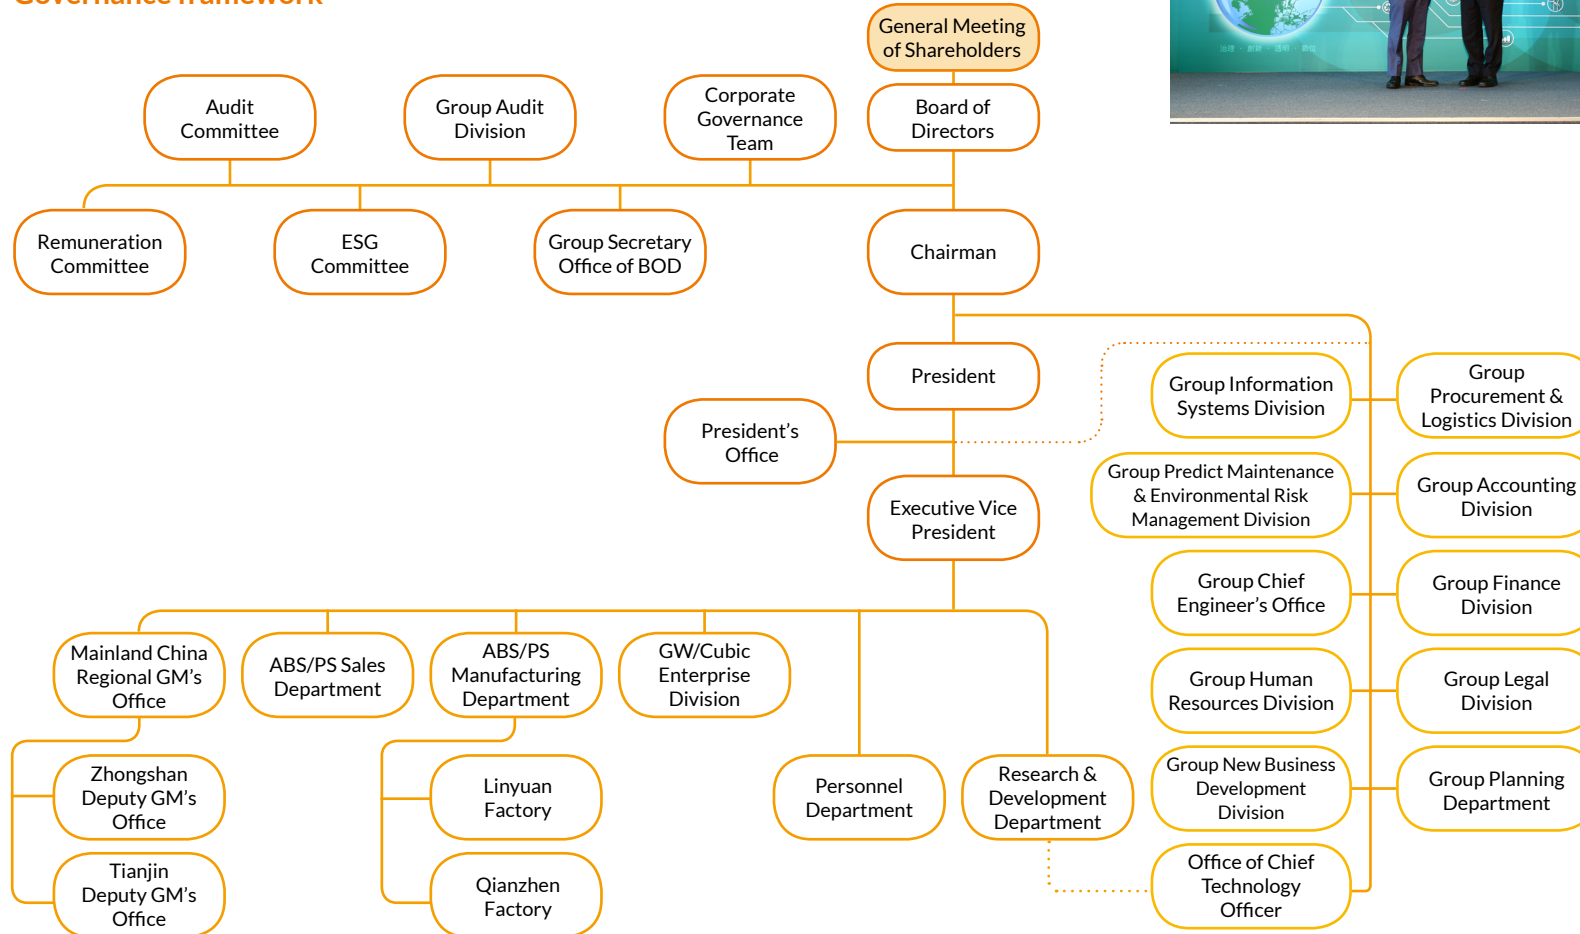 Governance framework
General Meeting
of Shareholders
Board of
Directors
Audit
Committee
Group Audit
Division
Corporate
Governance
Team
Remuneration
Committee
ESG
Committee
Group Secretary
Office of BOD
Chairman
President
President’s
Office
Executive Vice
President
Group Information
Systems Division
Group
Procurement &
Logistics Division
Group Predict Maintenance
& Environmental Risk
Management Division
Group Accounting
Division
Group Chief
Engineer’s Office
Group Finance
Division
Group Human
Resources Division
Group Legal
Division
Group New Business
Development
Division
Group Planning
Department
Office of Chief
Technology
Officer
Mainland China
Regional GM’s
Office
ABS/PS Sales
Department
ABS/PS
Manufacturing
Department
GW/Cubic
Enterprise
Division
Zhongshan
Deputy GM’s
Office
Linyuan
Factory
Personnel
Department
Research &
Development
Department
Tianjin
Deputy GM’s
Office
Qianzhen
Factory